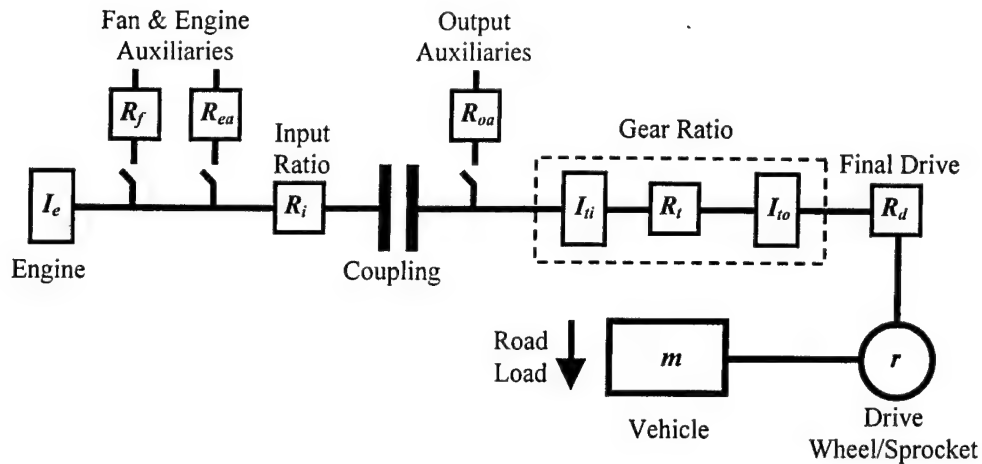 Fan & Engine
Auxiliaries
Output
Auxiliaries
R_f
R_ea
R_oa
Input
Ratio
Gear Ratio
Final Drive
I_e
R_i
I_ti
R_t
I_to
R_d
Engine
Coupling
Road
Load
m
r
Vehicle
Drive
Wheel/Sprocket